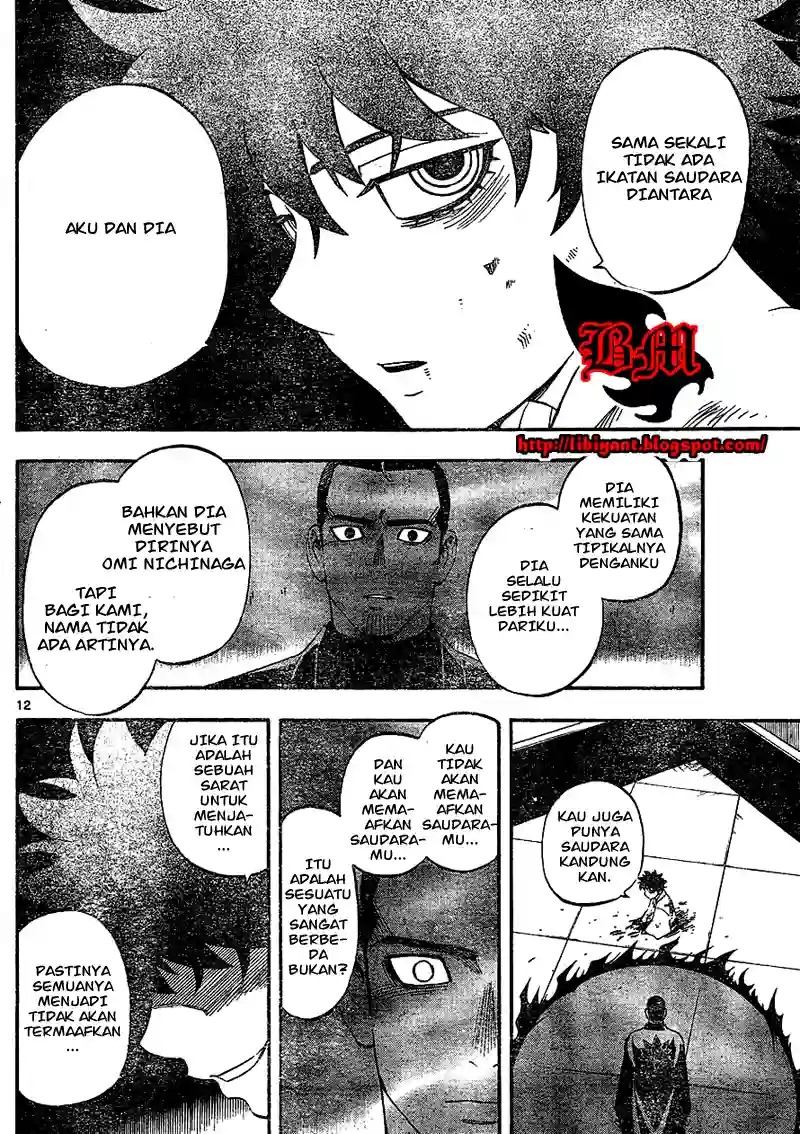 SAMA SEKALI
TIDAK ADA
IKATAN SAUDARA
DIANTARA
AKU DAN DIA
B.M
http://libiyant.blogspot.com/
DIA
MEMILIKI
KEKUATAN
YANG SAMA
TIPIKALNYA
DENGANKU
DIA
SELALU
SEDIKIT
LEBIH KUAT
DARIKU...
BAHKAN DIA
MENYEBUT
DIRINYA
OMI NICHINAGA
TAPI
BAGI KAMI,
NAMA TIDAK
ADA ARTINYA.
12
KAU JUGA
PUNYA
SAUDARA
KANDUNG
KAN.
KAU
TIDAK
AKAN
MEMA-
AFKAN
SAUDARA-
MU...
DAN
KAU
AKAN
MEMA-
AFKAN
SAUDARA-
MU...
ITU
ADALAH
SESUATU
YANG
SANGAT
BERBE-
DA
BUKAN?
JIKA ITU
ADALAH
SEBUAH
SARAT
UNTUK
MENJA-
TUHKAN
...
PASTINYA
SEMUANYA
MENJADI
TIDAK AKAN
TERMAAFKAN
...